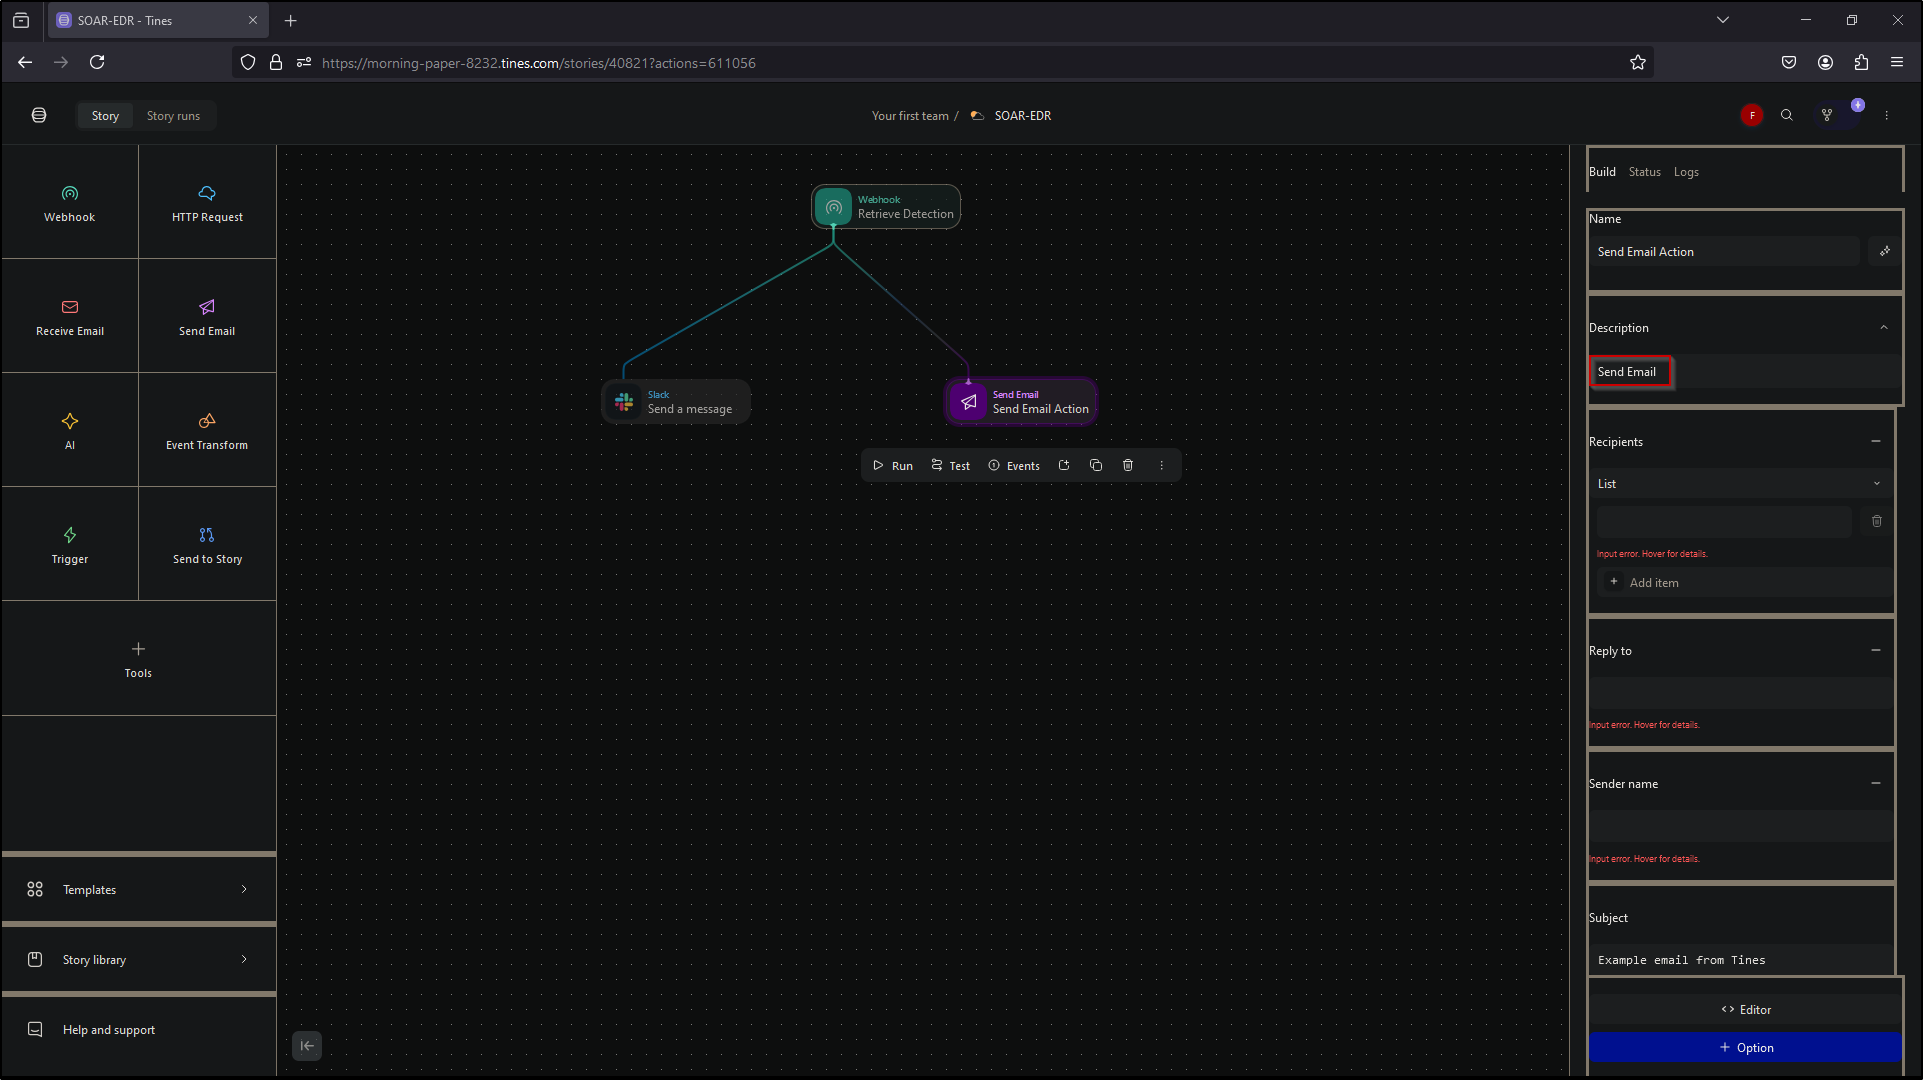 SOAR-EDR - Tines
https://morning-paper-8232.tines.com/stories/40821?actions=611056
Story
Story runs
Your first team /
SOAR-EDR
F
Webhook
HTTP Request
Receive Email
Send Email
AI
Event Transform
Trigger
Send to Story
Tools
Templates
Story library
Help and support
Webhook
Retrieve Detection
Slack
Send a message
Send Email
Send Email Action
Run
Test
Events
Build
Status
Logs
Name
Send Email Action
Description
Send Email
Recipients
List
Input error. Hover for details.
Add item
Reply to
Input error. Hover for details.
Sender name
Input error. Hover for details.
Subject
Example email from Tines
<> Editor
+ Option